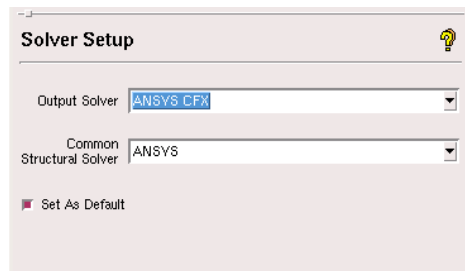 Solver Setup
Output Solver ANSYS CFX
Common
Structural Solver ANSYS
Set As Default